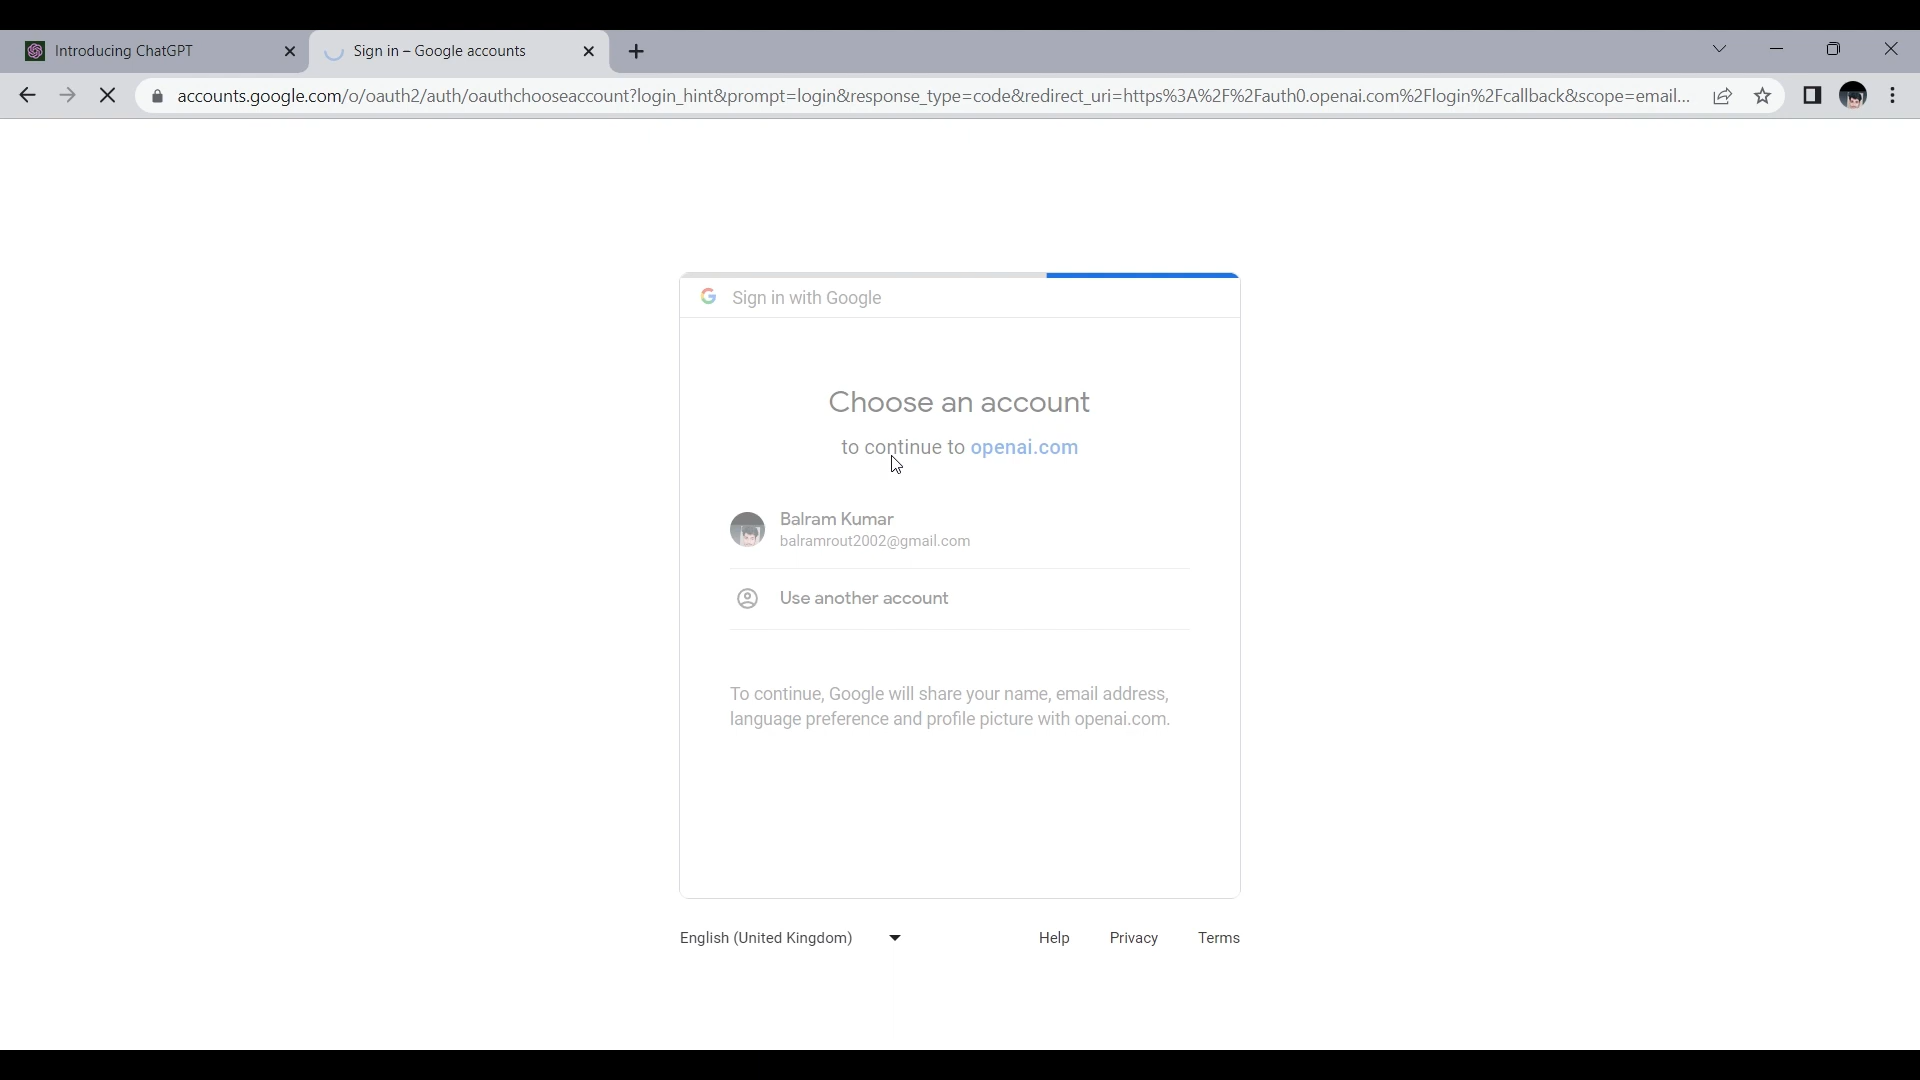 Introducing ChatGPT
Sign in – Google accounts
accounts.google.com/o/oauth2/auth/oauthchooseaccount?login_hint&prompt=login&response_type=code&redirect_uri=https%3A%2F%2Fauth0.openai.com%2Flogin%2Fcallback&scope=email...
Sign in with Google
Choose an account
to continue to openai.com
Balram Kumar
balramrout2002@gmail.com
Use another account
To continue, Google will share your name, email address,
language preference and profile picture with openai.com.
English (United Kingdom)
Help
Privacy
Terms